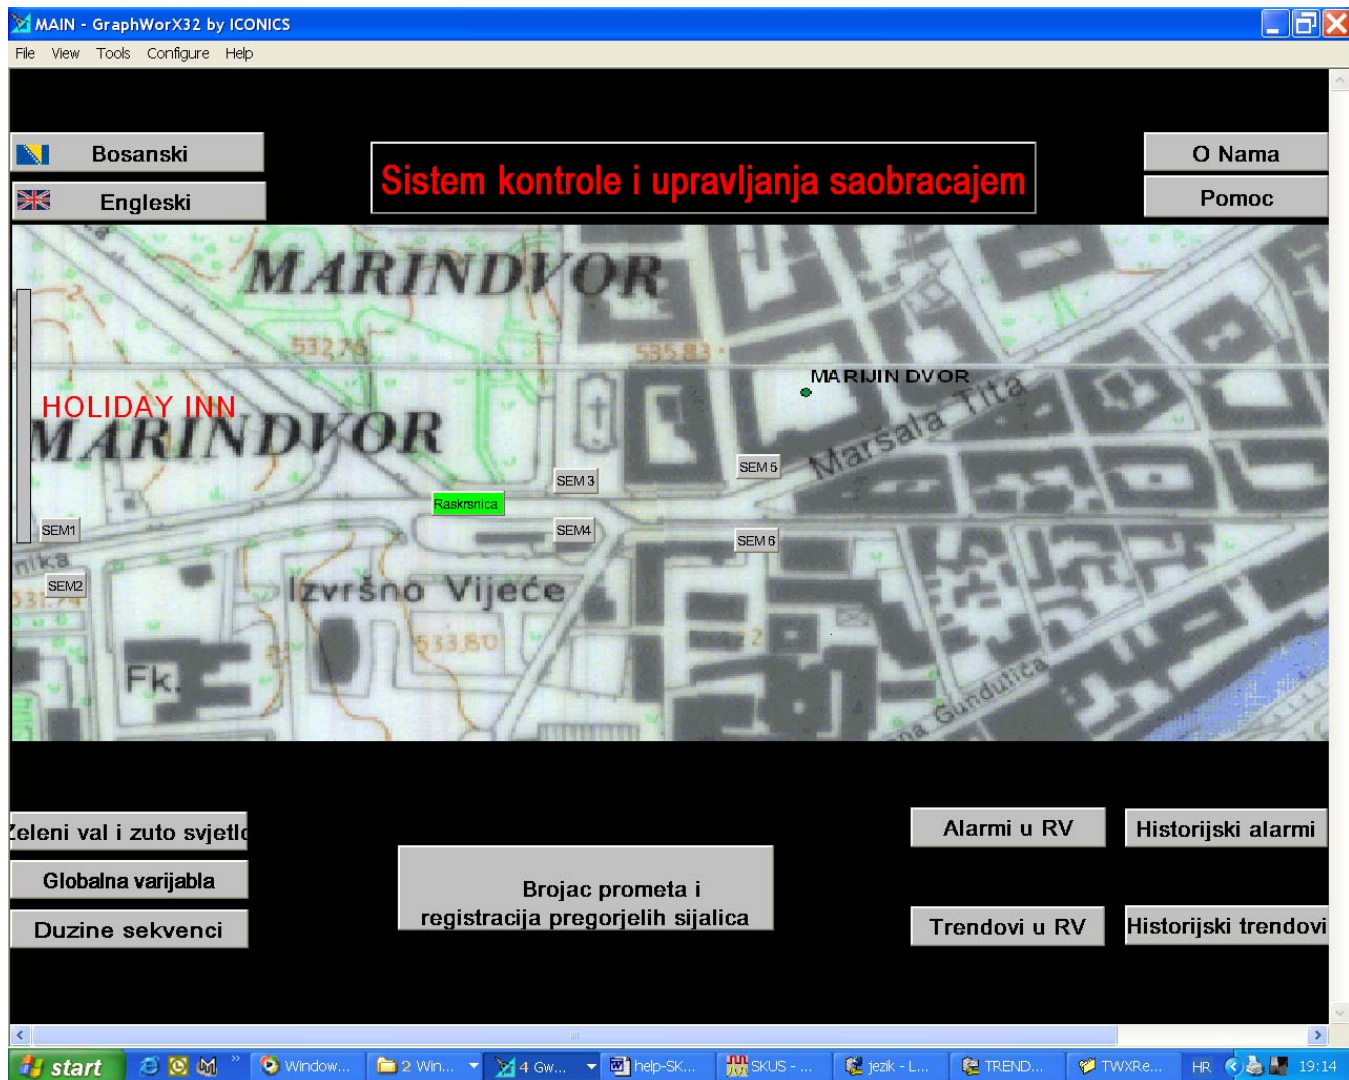 MAIN - GraphWorX32 by ICONICS
File View Tools Configure Help
Bosanski
Engleski
Sistem kontrole i upravljanja saobracajem
O Nama
Pomoc
MARINDVOR
532,76
535,83
MARIJIN DVOR
HOLIDAY INN
MARINDVOR
Maršala Tita
SEM 5
SEM 3
Raskrsnica
SEM1
SEM4
SEM 6
nika
SEM2
Izvršno Vijeće
533,80
Fk.
na Gundulića
Zeleni val i zuto svjetlo
Globalna varijabla
Duzine sekvenci
Brojac prometa i
registracija pregorjelih sijalica
Alarmi u RV
Historijski alarmi
Trendovi u RV
Historijski trendovi
start
Window...
2 Win...
4 Gw...
help-SK...
SKUS - ...
jezik - L...
TREND...
TWXRe...
HR
19:14